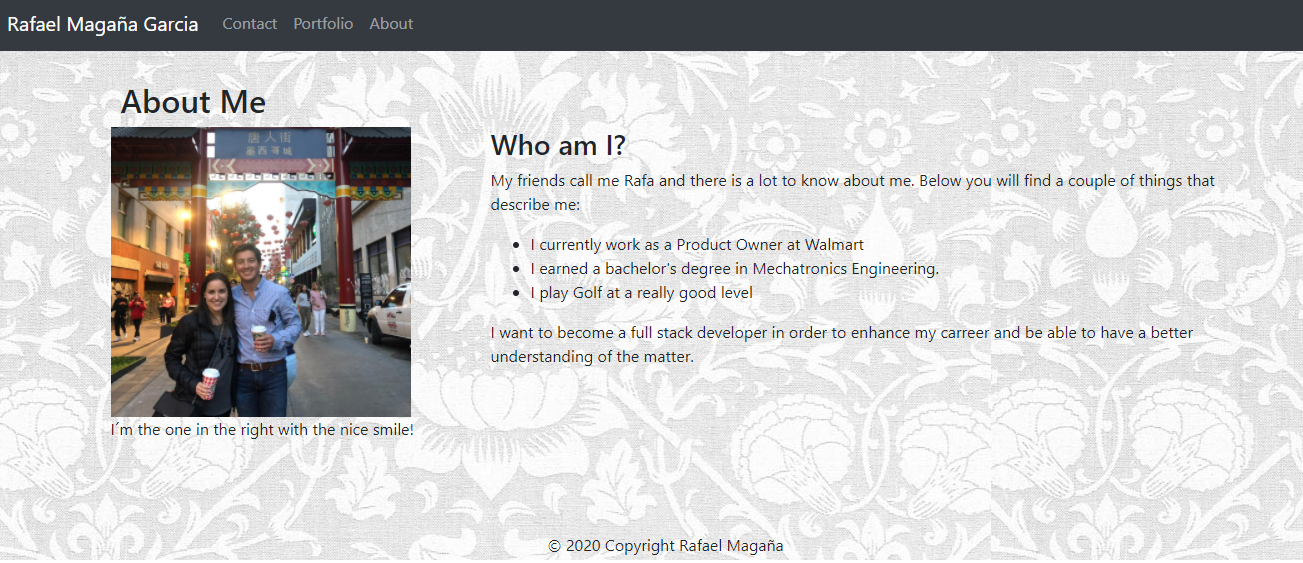 Rafael Magaña Garcia Contact Portfolio About
About Me
唐人街
Who am I?
My friends call me Rafa and there is a lot to know about me. Below you will find a couple of things that
describe me:
I currently work as a Product Owner at Walmart
I earned a bachelor's degree in Mechatronics Engineering.
I play Golf at a really good level
I want to become a full stack developer in order to enhance my carreer and be able to have a better
understanding of the matter.
I´m the one in the right with the nice smile!
© 2020 Copyright Rafael Magaña